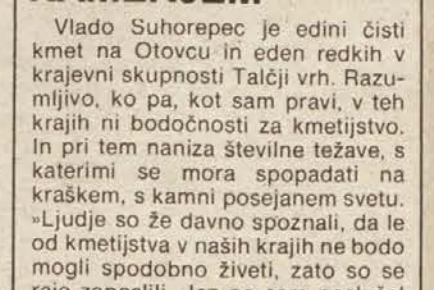 Vlado Suhorepec je edini čisti
kmet na Otovcu in eden redkih v
krajevni skupnosti Talčji vrh. Razu-
mljivo, ko pa, kot sam pravi, v teh
krajih ni bodočnosti za kmetijstvo.
In pri tem naniza številne težave, s
katerimi se mora spopadati na
kraškem, s kamni posejanem svetu.
»Ljudje so že davno spoznali, da le
od kmetijstva v naših krajih ne bodo
mogli spodobno živeti, zato so se